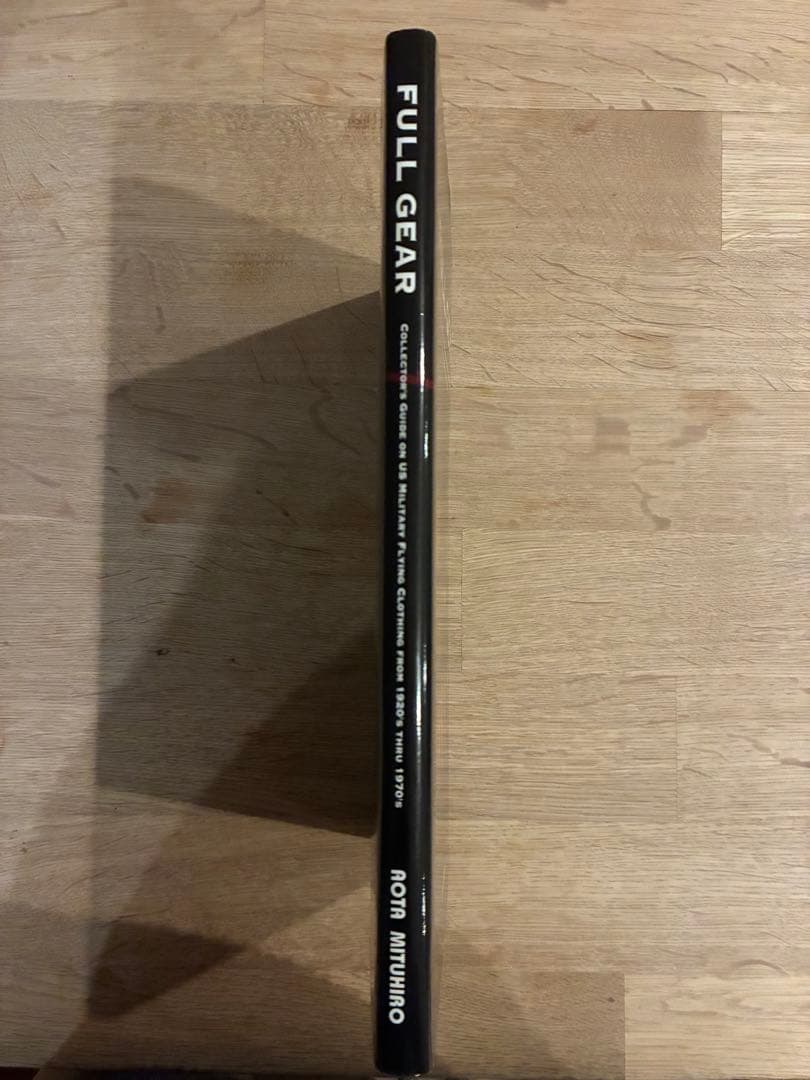 FULL GEAR
COLLECTOR'S GUIDE ON US MILITARY FLYING CLOTHING FROM 1920'S THRU 1970'S
AOTA MITUHIRO